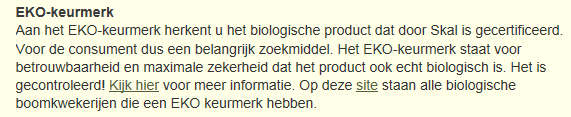 EKO-keurmerk
Aan het EKO-keurmerk herkent u het biologische product dat door Skal is gecertificeerd.
Voor de consument dus een belangrijk zoekmiddel. Het EKO-keurmerk staat voor
betrouwbaarheid en maximale zekerheid dat het product ook echt biologisch is. Het is
gecontroleerd! Kijk hier voor meer informatie. Op deze site staan alle biologische
boomkwekerijen die een EKO keurmerk hebben.